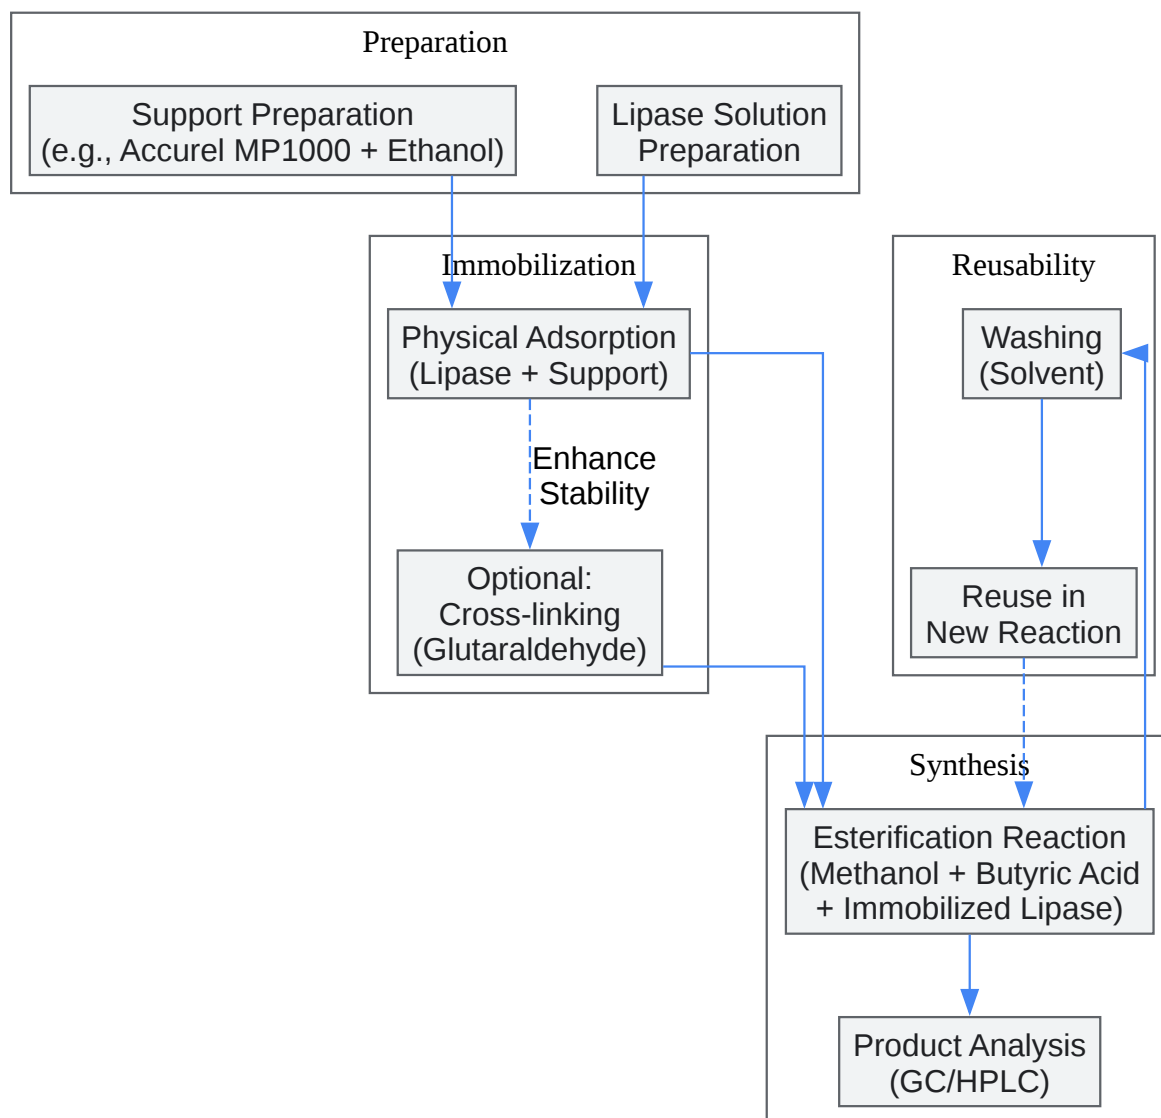 Preparation
Support Preparation
(e.g., Accurel MP1000 + Ethanol)
Lipase Solution
Preparation
Immobilization
Physical Adsorption
(Lipase + Support)
Enhance
Stability
Optional:
Cross-linking
(Glutaraldehyde)
Reusability
Washing
(Solvent)
Reuse in
New Reaction
Synthesis
Esterification Reaction
(Methanol + Butyric Acid
+ Immobilized Lipase)
Product Analysis
(GC/HPLC)